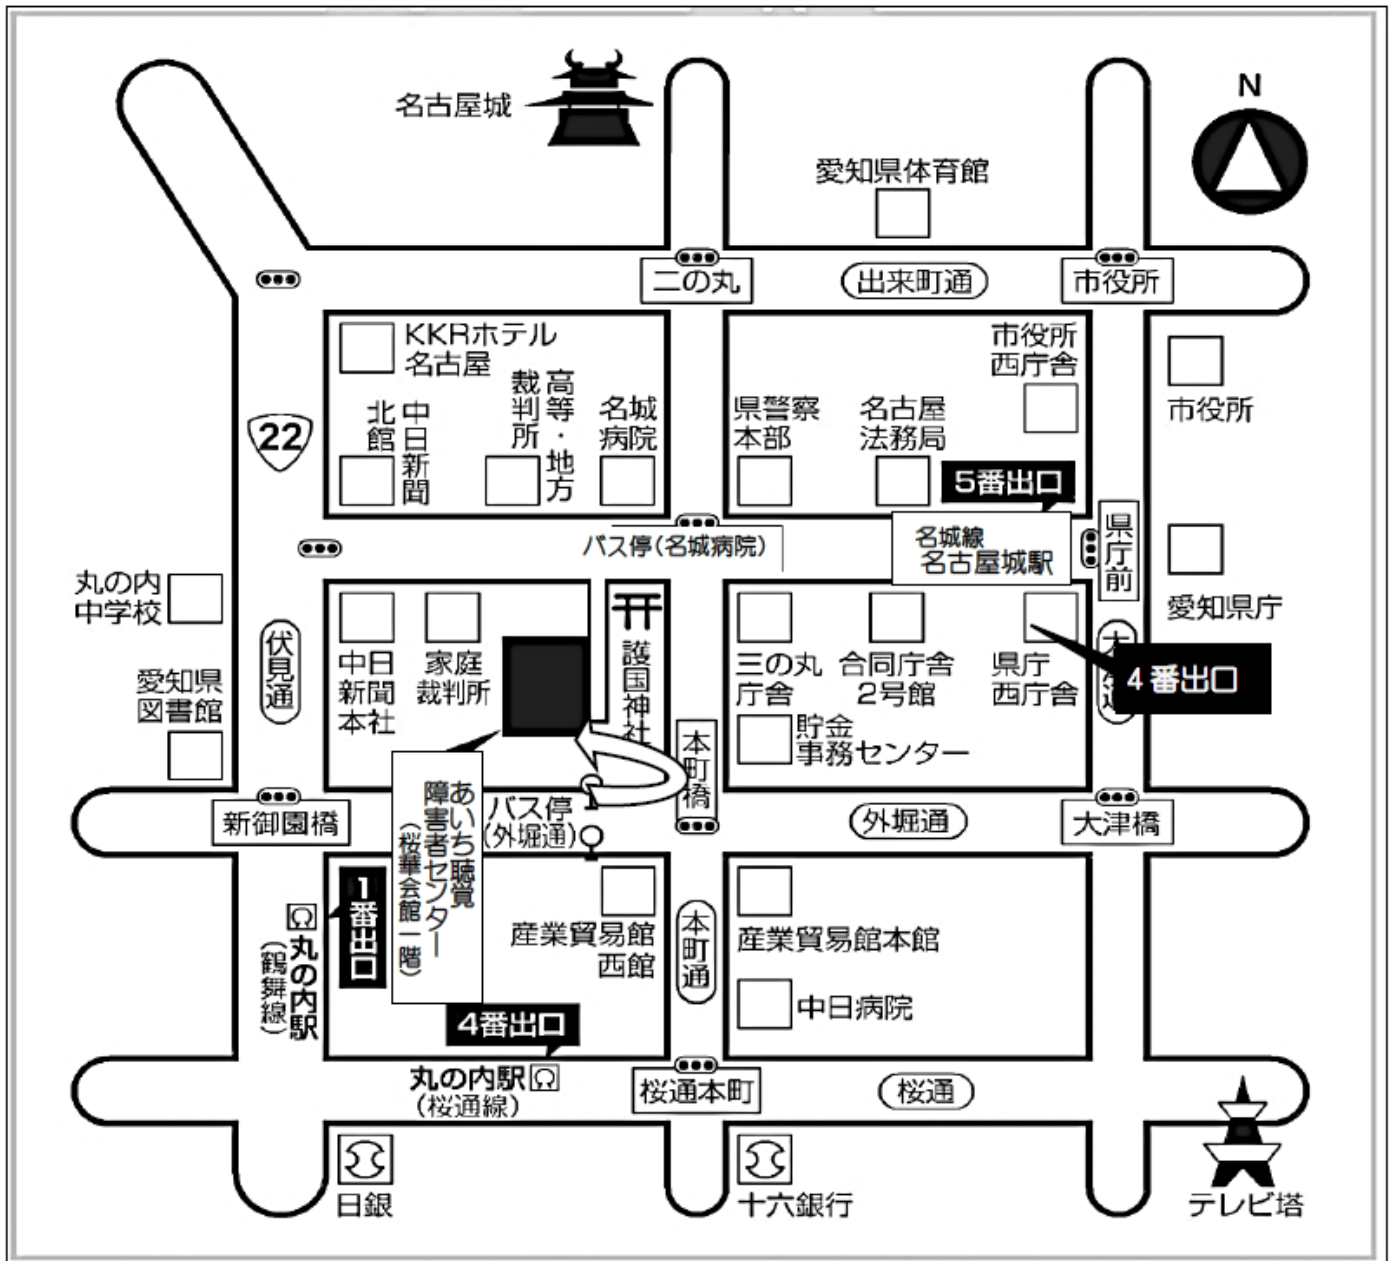 名古屋城
N
愛知県体育館
二の丸
出来町通
市役所
KKRホテル
名古屋
市役所
西庁舎
市役所
22
中日新聞
北館
高等・地方
裁判所
名城
病院
県警察
本部
名古屋
法務局
5番出口
バス停(名城病院)
名城線
名古屋城駅
県庁前
愛知県庁
丸の内
中学校
愛知県
図書館
伏見通
中日
新聞
本社
家庭
裁判所
護国神社
三の丸
庁舎
合同庁舎
2号館
県庁
西庁舎
4番出口
貯金
事務センター
本町橋
新御園橋
バス停
(外堀通)
外堀通
大津橋
あいち聴覚
障害者センター
(桜華会館一階)
1番出口
丸の内駅
(鶴舞線)
産業貿易館
西館
本町通
産業貿易館本館
中日病院
4番出口
丸の内駅
(桜通線)
桜通本町
桜通
日銀
十六銀行
テレビ塔